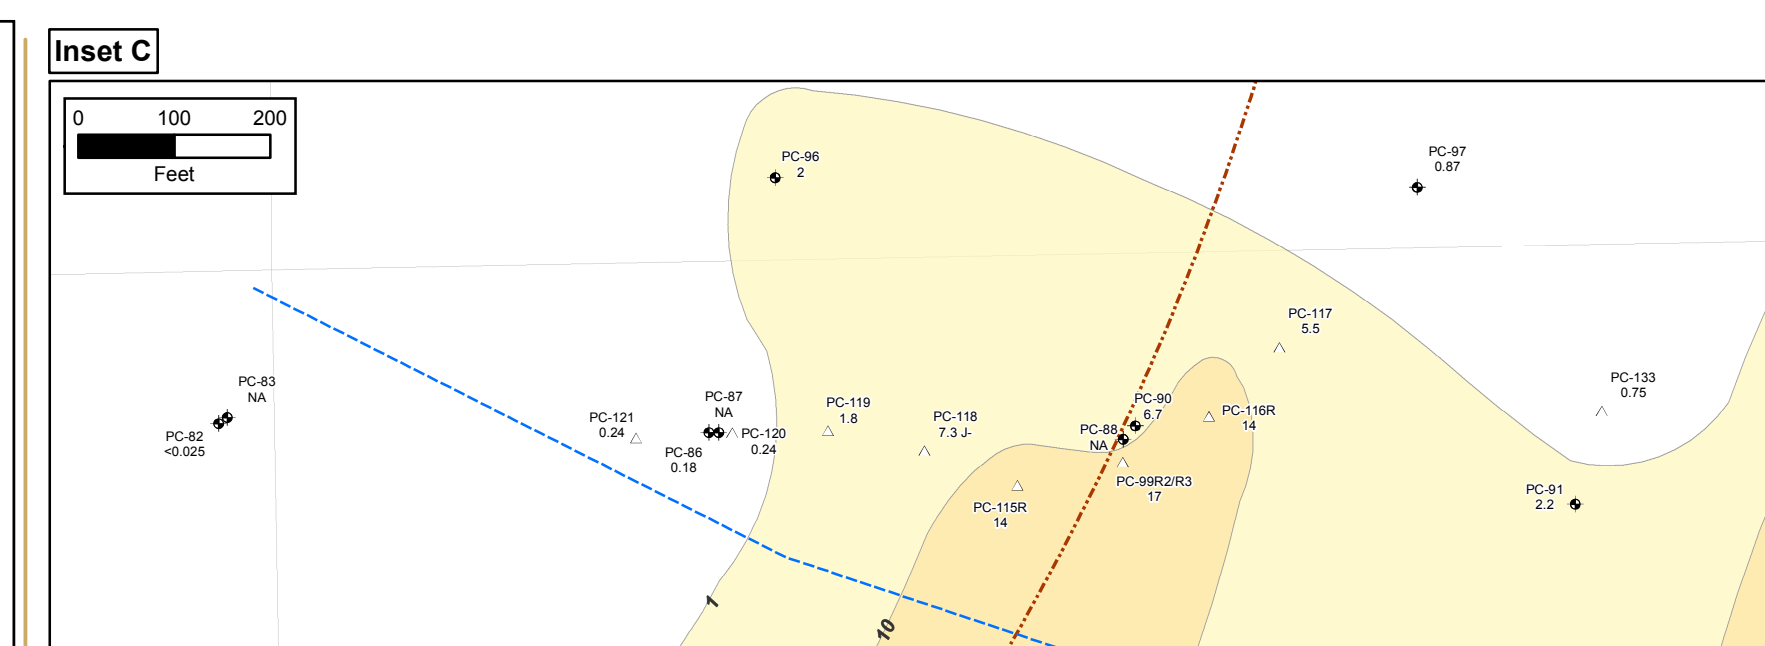 Inset C
0 100 200
Feet
PC-96
2
PC-97
0.87
PC-117
5.5
PC-83
NA
PC-82
<0.025
PC-121
0.24
PC-87
NA
PC-86
0.18
PC-120
0.24
PC-119
1.8
PC-118
7.3 J-
PC-90
6.7
PC-88
NA
PC-116R
14
PC-133
0.75
PC-99R2/R3
17
PC-115R
14
PC-91
2.2
1
10